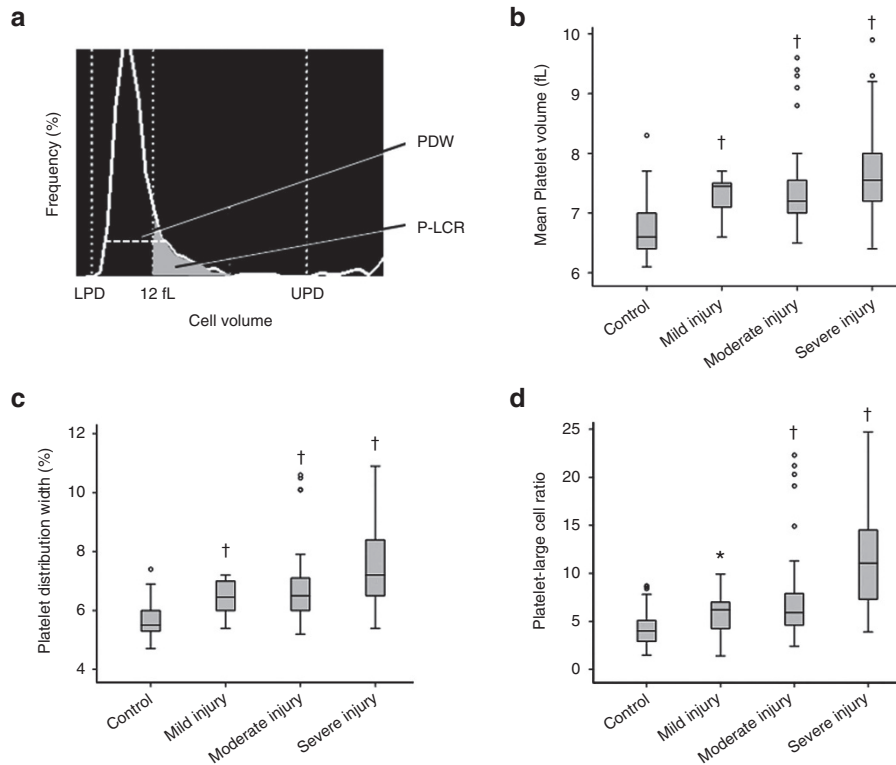 a
Frequency (%)
PDW
P-LCR
LPD
12 fL
UPD
Cell volume
b
Mean Platelet volume (fL)
10
9
8
7
6
†
†
†
Control
Mild injury
Moderate injury
Severe injury
c
Platelet distribution width (%)
12
10
8
6
4
†
†
†
Control
Mild injury
Moderate injury
Severe injury
d
Platelet-large cell ratio
25
20
15
10
5
0
*
†
†
Control
Mild injury
Moderate injury
Severe injury